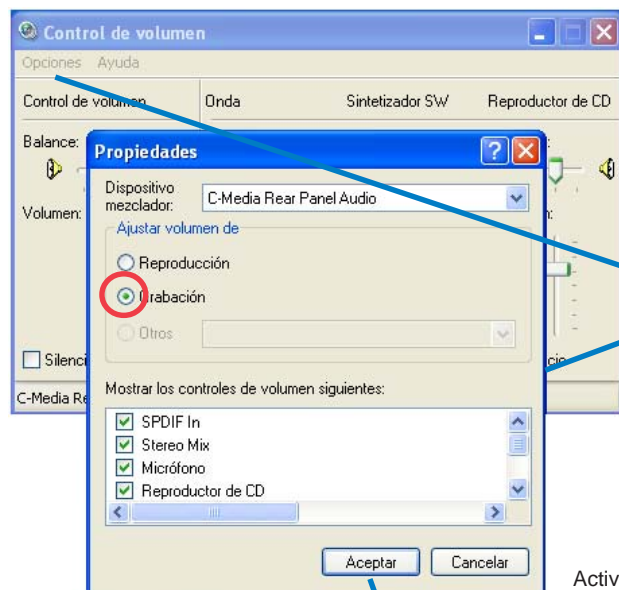 Control de volumen
Opciones Ayuda
Control de volumen Onda Sintetizador SW Reproductor de CD
Balance:
Propiedades
Dispositivo mezclador: C-Media Rear Panel Audio
Volumen:
Ajustar volumen de
Reproducción
Grabación
Otros
Silenci
cio
C-Media Re
Mostrar los controles de volumen siguientes:
SPDIF In
Stereo Mix
Micrófono
Reproductor de CD
Aceptar Cancelar
Activ